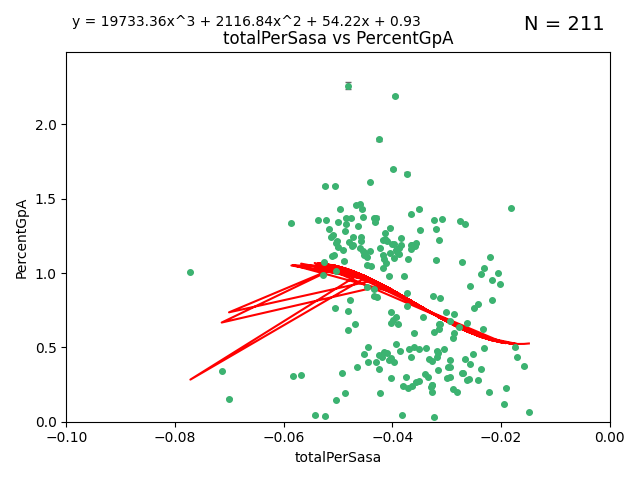 y = 19733.36x^3 + 2116.84x^2 + 54.22x + 0.93
N = 211
totalPerSasa vs PercentGpA
PercentGpA
2.0
1.5
1.0
0.5
0.0
−0.10 −0.08 −0.06 −0.04 −0.02 0.00
totalPerSasa